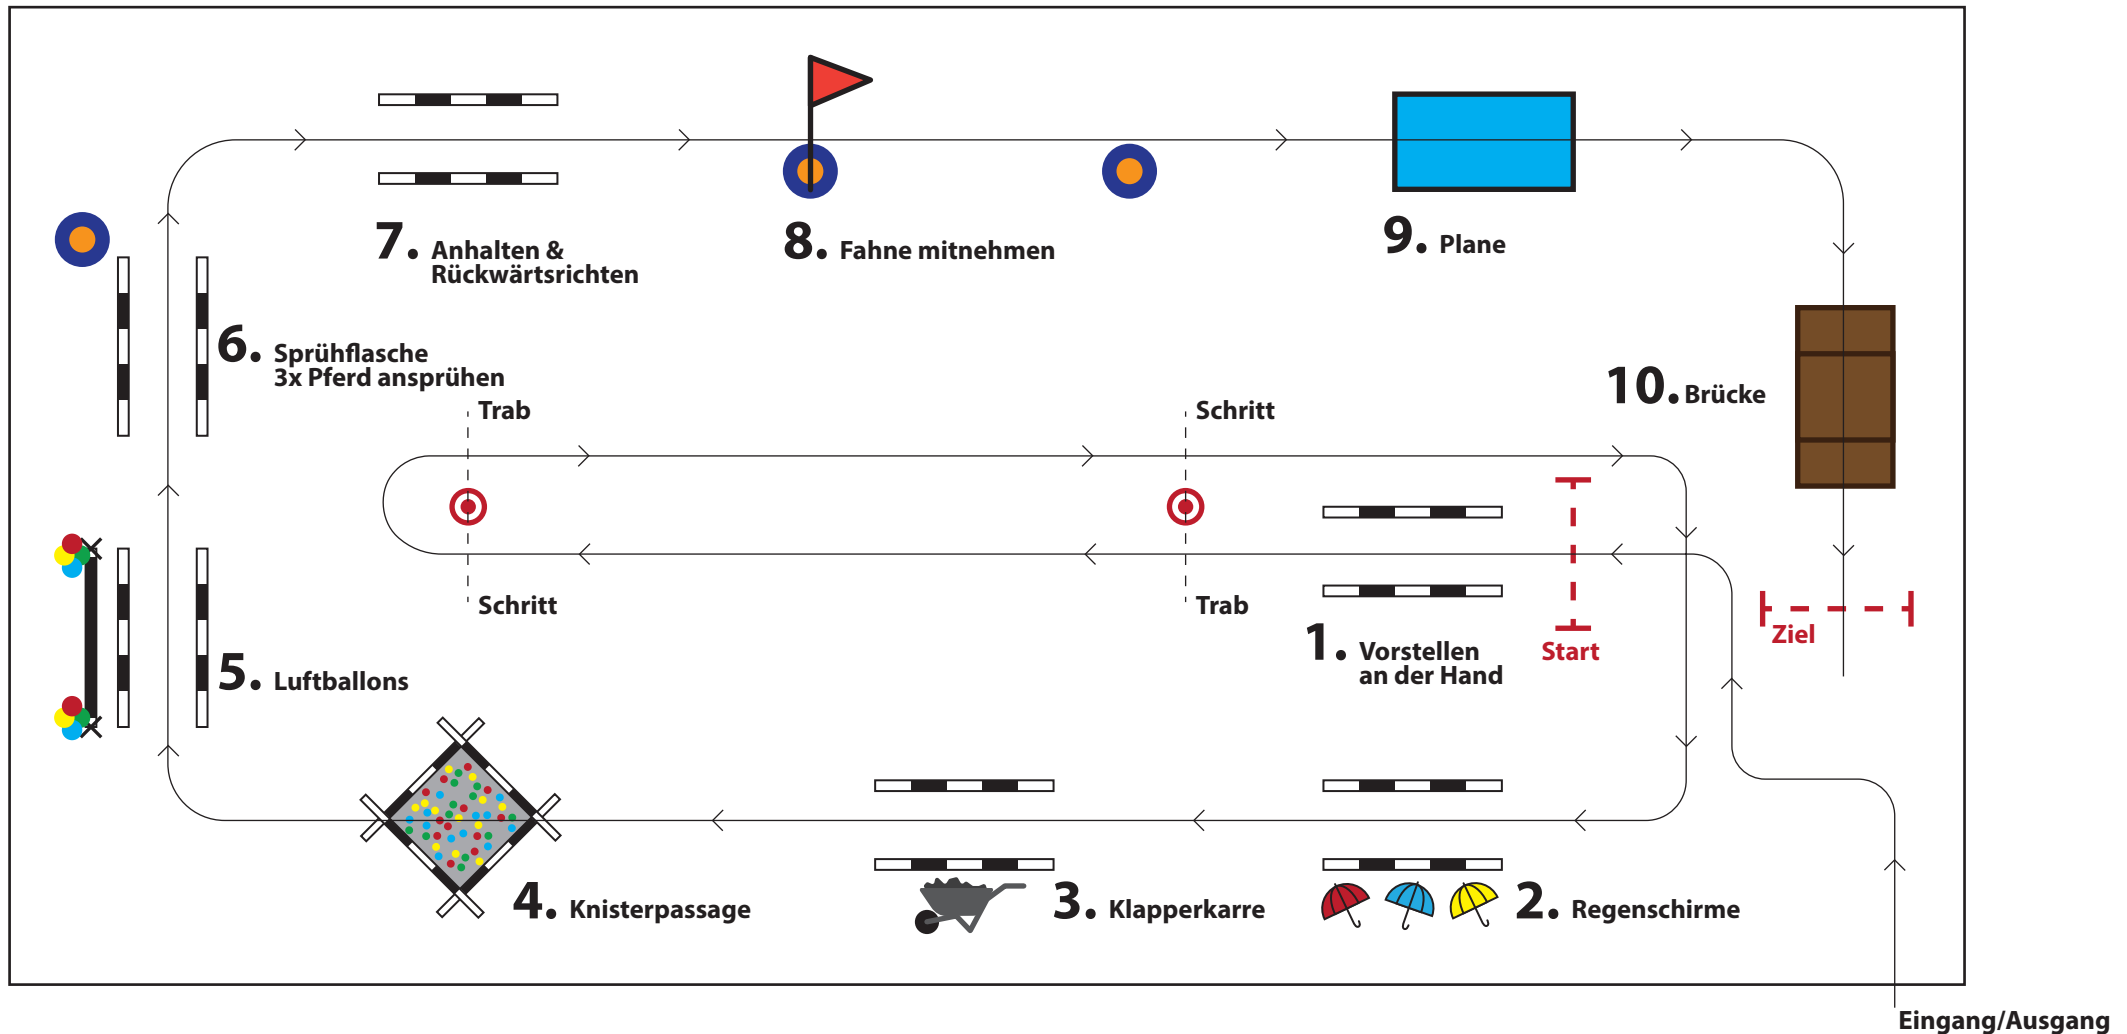 7. Anhalten &
Rückwärtsrichten
8. Fahne mitnehmen
9. Plane
6. Sprühflasche
3x Pferd ansprühen
10. Brücke
Trab
Schritt
Schritt
Trab
1. Vorstellen
an der Hand
Start
Ziel
5. Luftballons
4. Knisterpassage
3. Klapperkarre
2. Regenschirme
Eingang/Ausgang